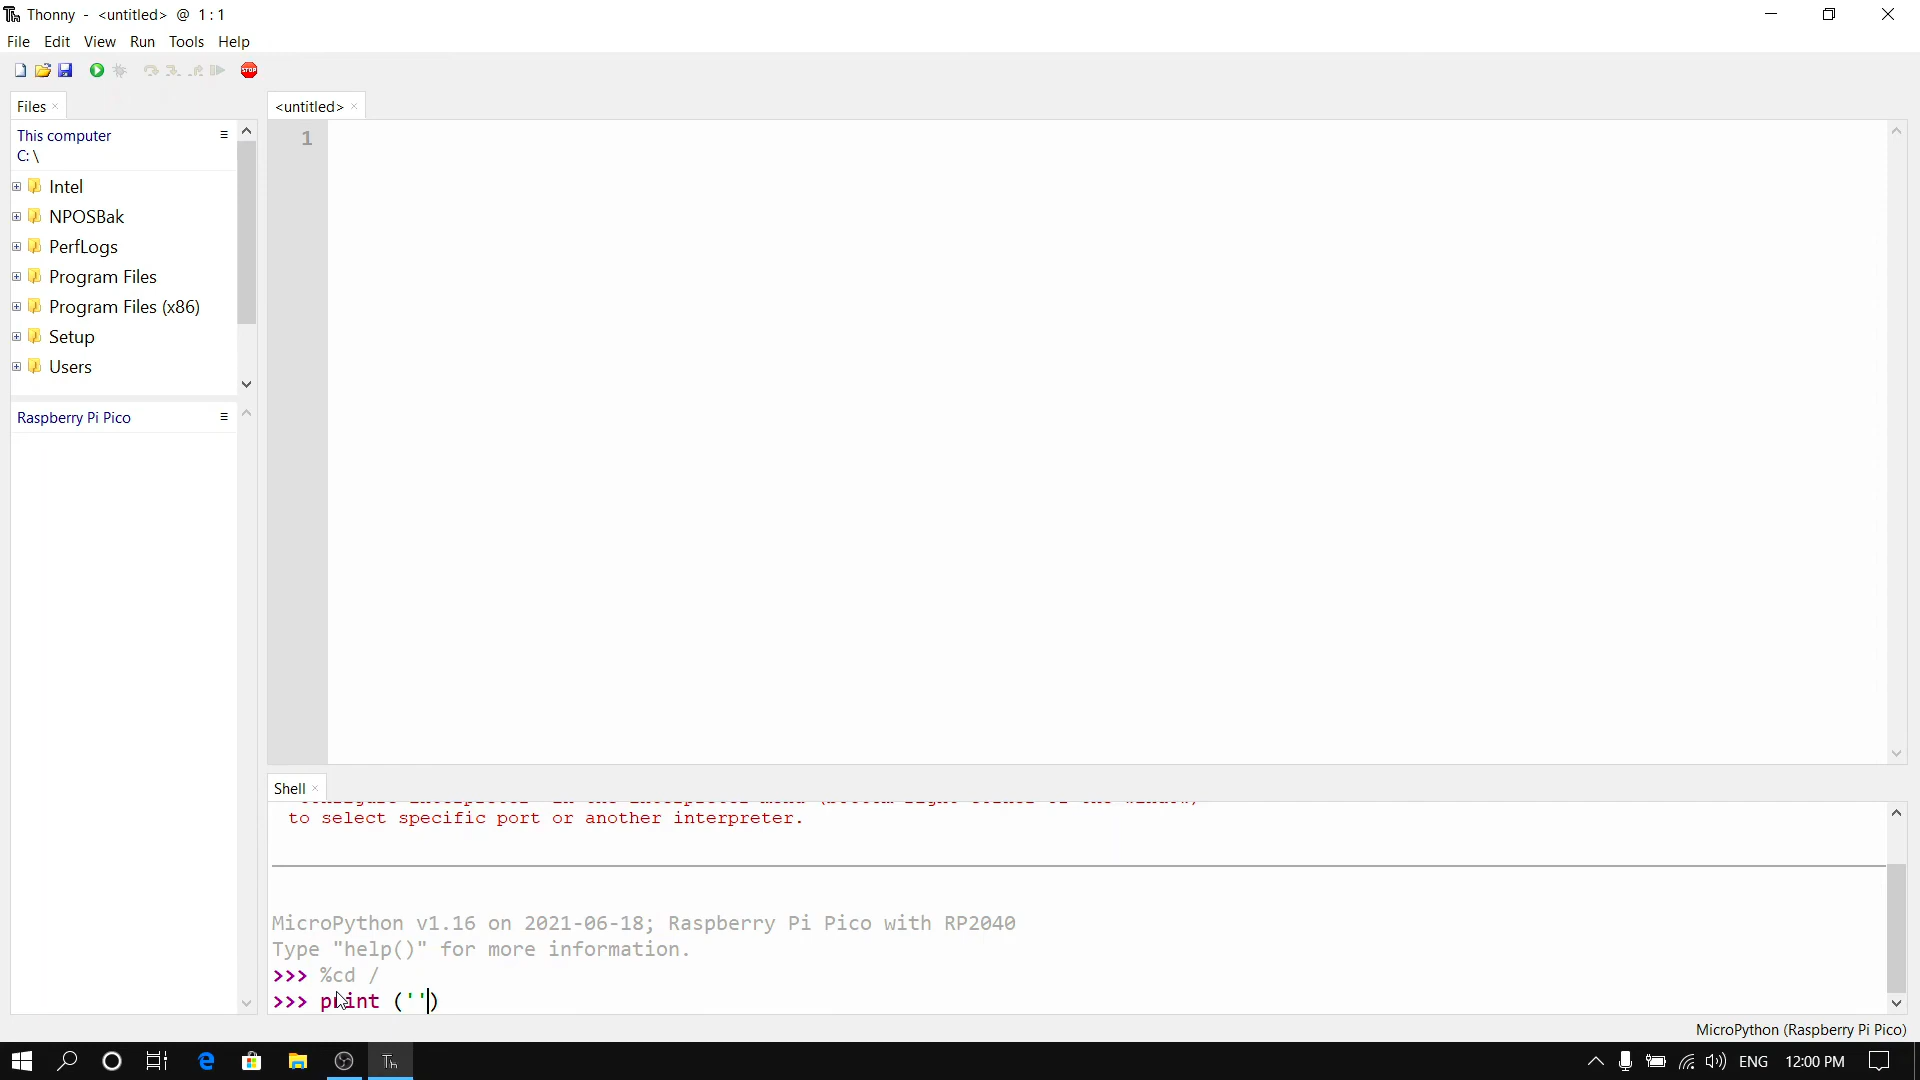 Thonny - <untitled> @ 1:1
File Edit View Run Tools Help
STOP
Files
<untitled>
This computer
C:\
1
Intel
NPOSBak
PerfLogs
Program Files
Program Files (x86)
Setup
Users
Raspberry Pi Pico
Shell
to select specific port or another interpreter.
MicroPython v1.16 on 2021-06-18; Raspberry Pi Pico with RP2040
Type "help()" for more information.
>>> %cd /
>>> print ('')
MicroPython (Raspberry Pi Pico)
ENG 12:00 PM